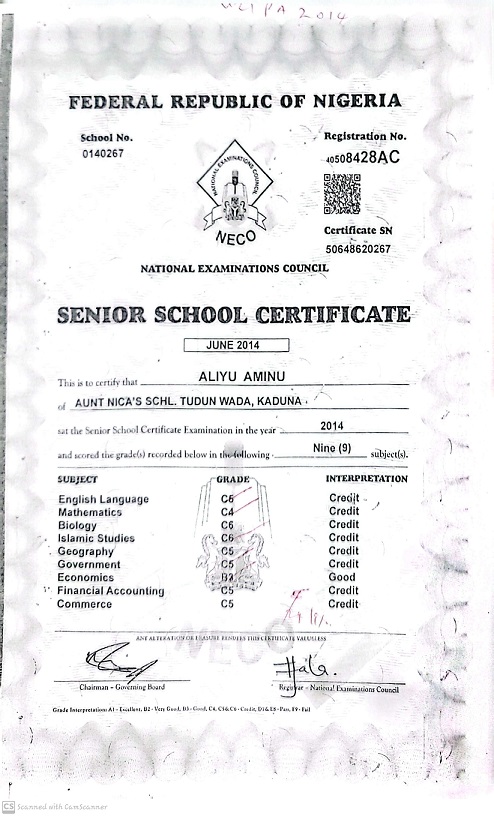 2014
FEDERAL REPUBLIC OF NIGERIA
School No.
0140267
Registration No.
40508428AC
NATIONAL EXAMINATIONS COUNCIL
NECO
Certificate SN
50648620267
NATIONAL EXAMINATIONS COUNCIL
SENIOR SCHOOL CERTIFICATE
JUNE 2014
This is to certify that ALIYU AMINU
of AUNT NICA'S SCHL. TUDUN WADA, KADUNA
sat the Senior School Certificate Examination in the year 2014
and scored the grade(s) recorded below in the following Nine (9) subject(s).
SUBJECT GRADE INTERPRETATION
English Language C6 Credit
Mathematics C4 Credit
Biology C6 Credit
Islamic Studies C6 Credit
Geography C5 Credit
Government C5 Credit
Economics B3 Good
Financial Accounting C5 Credit
Commerce C5 Credit
ANY ALTERATION OR ERASURE RENDERS THIS CERTIFICATE VALUELESS
NECO
Chairman - Governing Board
Registrar - National Examinations Council
Grade Interpretation: A1 - Excellent, B2 - Very Good, B3 - Good, C4, C5 & C6 - Credit, D7 & E8 - Pass, F9 - Fail
CS Scanned with CamScanner